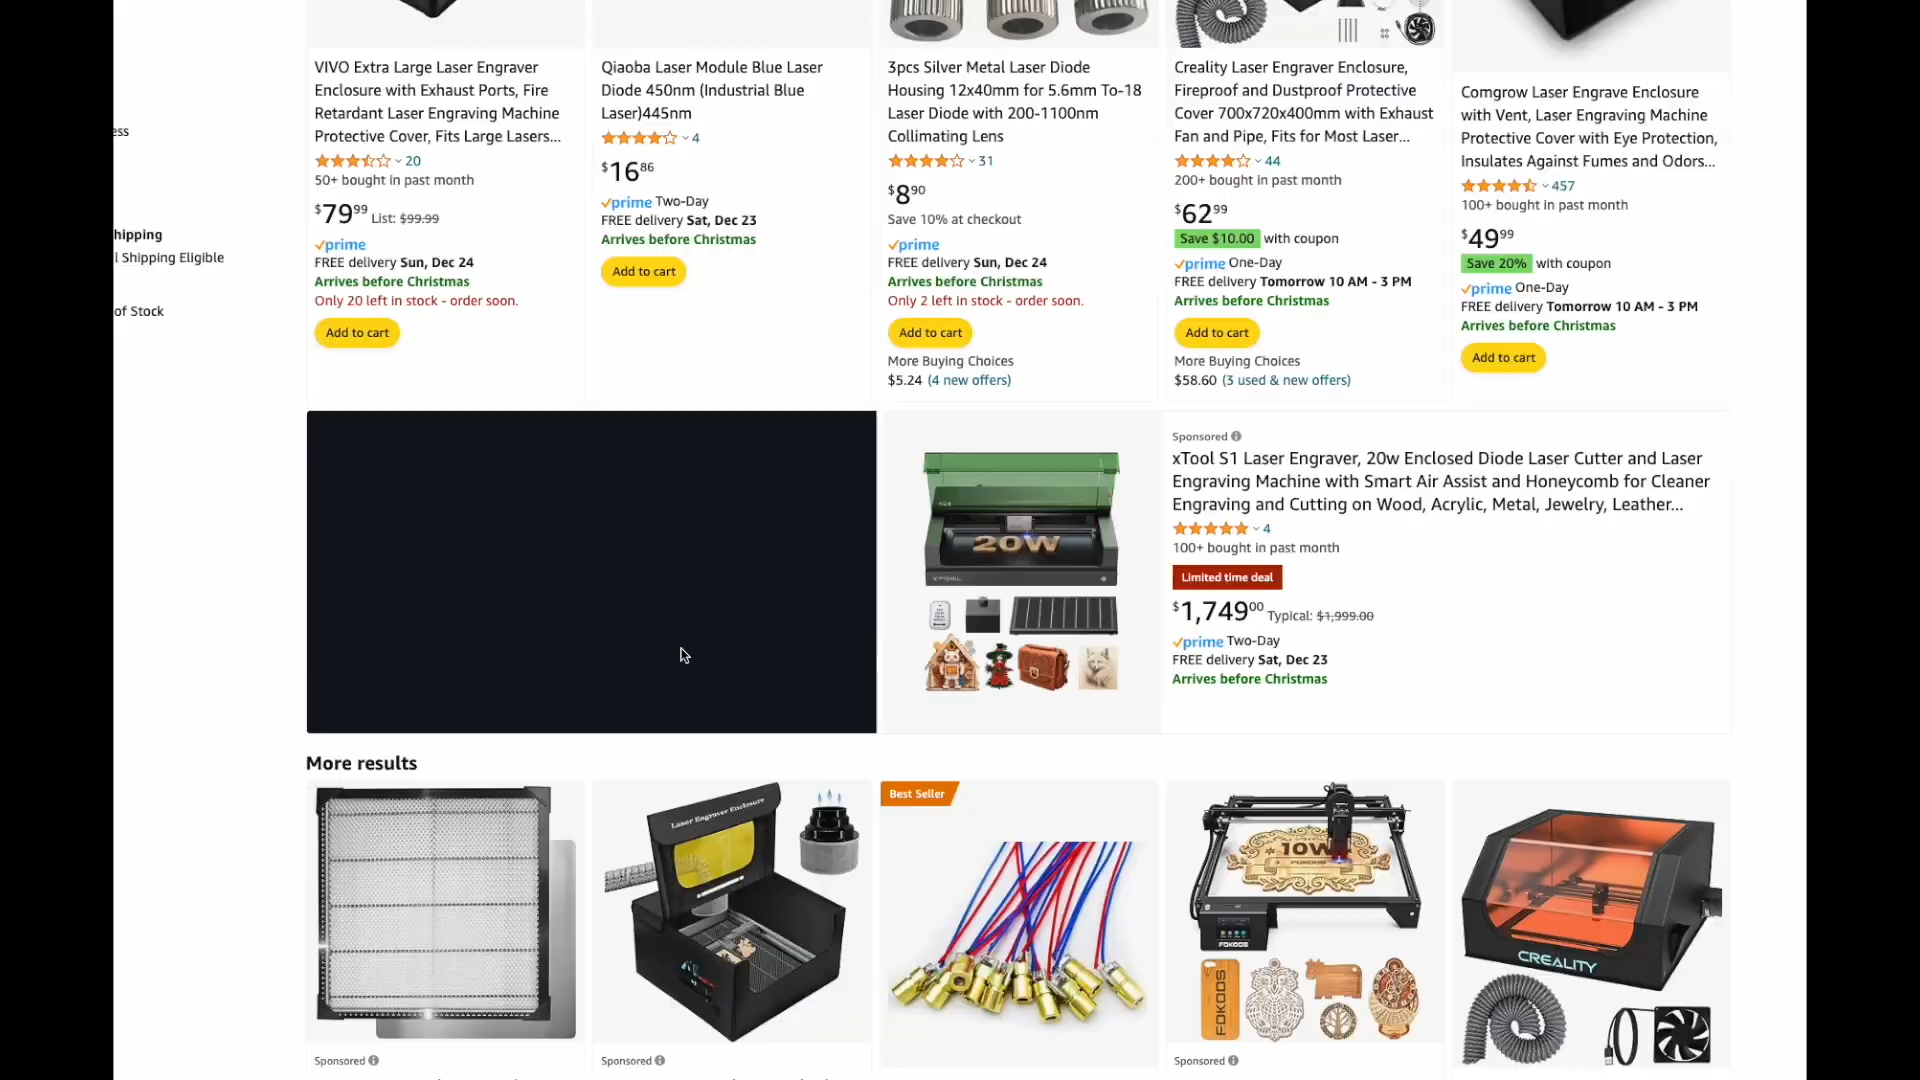 ess
hipping
l Shipping Eligible
of Stock
VIVO Extra Large Laser Engraver
Enclosure with Exhaust Ports, Fire
Retardant Laser Engraving Machine
Protective Cover, Fits Large Lasers...
20
50+ bought in past month
$79 99 List: $99.99
prime
FREE delivery Sun, Dec 24
Arrives before Christmas
Only 20 left in stock - order soon.
Add to cart
Qiaoba Laser Module Blue Laser
Diode 450nm (Industrial Blue
Laser)445nm
4
$16 86
prime Two-Day
FREE delivery Sat, Dec 23
Arrives before Christmas
Add to cart
3pcs Silver Metal Laser Diode
Housing 12x40mm for 5.6mm To-18
Laser Diode with 200-1100nm
Collimating Lens
31
$8 90
Save 10% at checkout
prime
FREE delivery Sun, Dec 24
Arrives before Christmas
Only 2 left in stock - order soon.
Add to cart
More Buying Choices
$5.24 (4 new offers)
Creality Laser Engraver Enclosure,
Fireproof and Dustproof Protective
Cover 700x720x400mm with Exhaust
Fan and Pipe, Fits for Most Laser...
44
200+ bought in past month
$62 99
Save $10.00 with coupon
prime One-Day
FREE delivery Tomorrow 10 AM - 3 PM
Arrives before Christmas
Add to cart
More Buying Choices
$58.60 (3 used & new offers)
Comgrow Laser Engrave Enclosure
with Vent, Laser Engraving Machine
Protective Cover with Eye Protection,
Insulates Against Fumes and Odors...
457
100+ bought in past month
$49 99
Save 20% with coupon
prime One-Day
FREE delivery Tomorrow 10 AM - 3 PM
Arrives before Christmas
Add to cart
20W
XTOOL
Sponsored
xTool S1 Laser Engraver, 20w Enclosed Diode Laser Cutter and Laser
Engraving Machine with Smart Air Assist and Honeycomb for Cleaner
Engraving and Cutting on Wood, Acrylic, Metal, Jewelry, Leather...
4
100+ bought in past month
Limited time deal
$1,749 00 Typical: $1,999.00
prime Two-Day
FREE delivery Sat, Dec 23
Arrives before Christmas
More results
Laser Engraver Enclosure
Best Seller
10W
FOKOOS
FOKOOS
FOKOOS
CREALITY
Sponsored
Sponsored
Sponsored